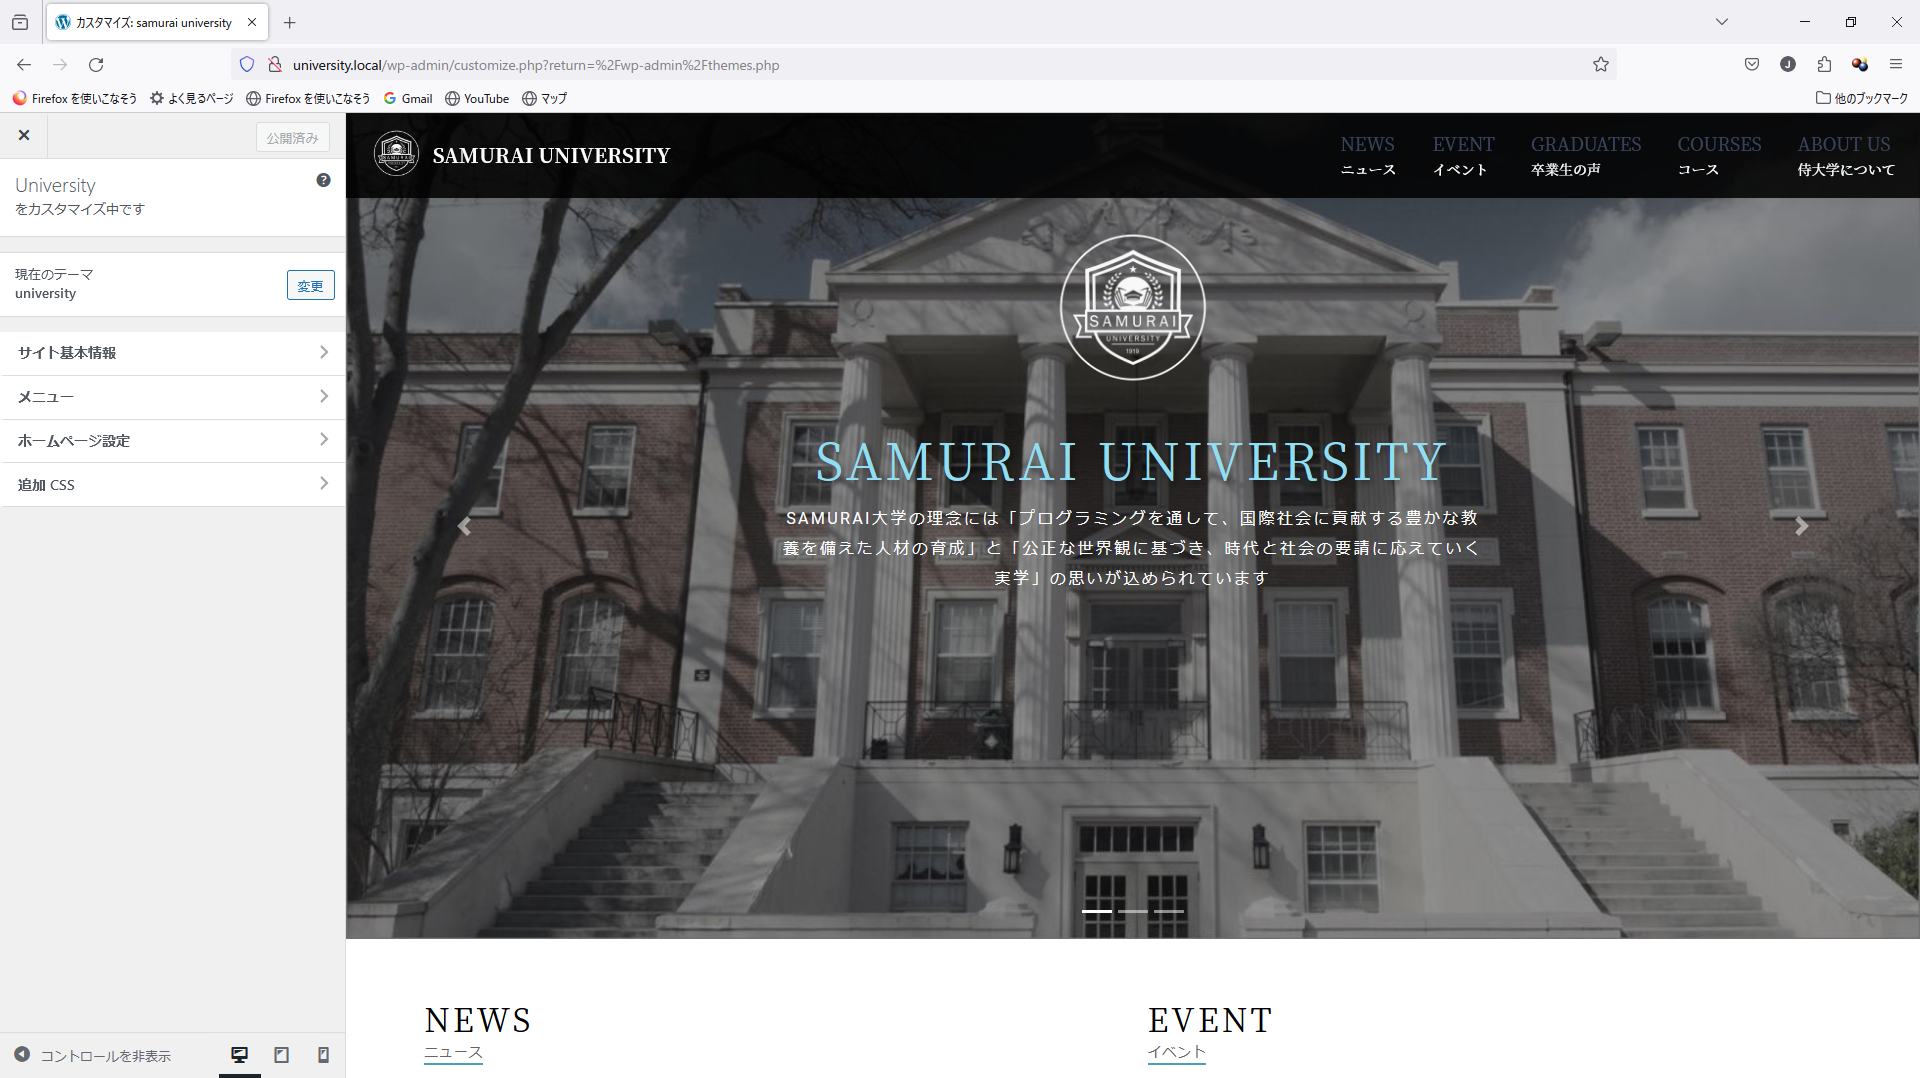 カスタマイズ: samurai university
university.local/wp-admin/customize.php?return=%2Fwp-admin%2Fthemes.php
Firefox を使いこなそう
よく見るページ
Firefox を使いこなそう
Gmail
YouTube
マップ
他のブックマーク
公開済み
University
をカスタマイズ中です
現在のテーマ
university
変更
サイト基本情報
メニュー
ホームページ設定
追加 CSS
コントロールを非表示
SAMURAI UNIVERSITY
NEWS
ニュース
EVENT
イベント
GRADUATES
卒業生の声
COURSES
コース
ABOUT US
侍大学について
SAMURAI
UNIVERSITY
1919
SAMURAI UNIVERSITY
SAMURAI大学の理念には「プログラミングを通して、国際社会に貢献する豊かな教
養を備えた人材の育成」と「公正な世界観に基づき、時代と社会の要請に応えていく
実学」の思いが込められています
NEWS
ニュース
EVENT
イベント